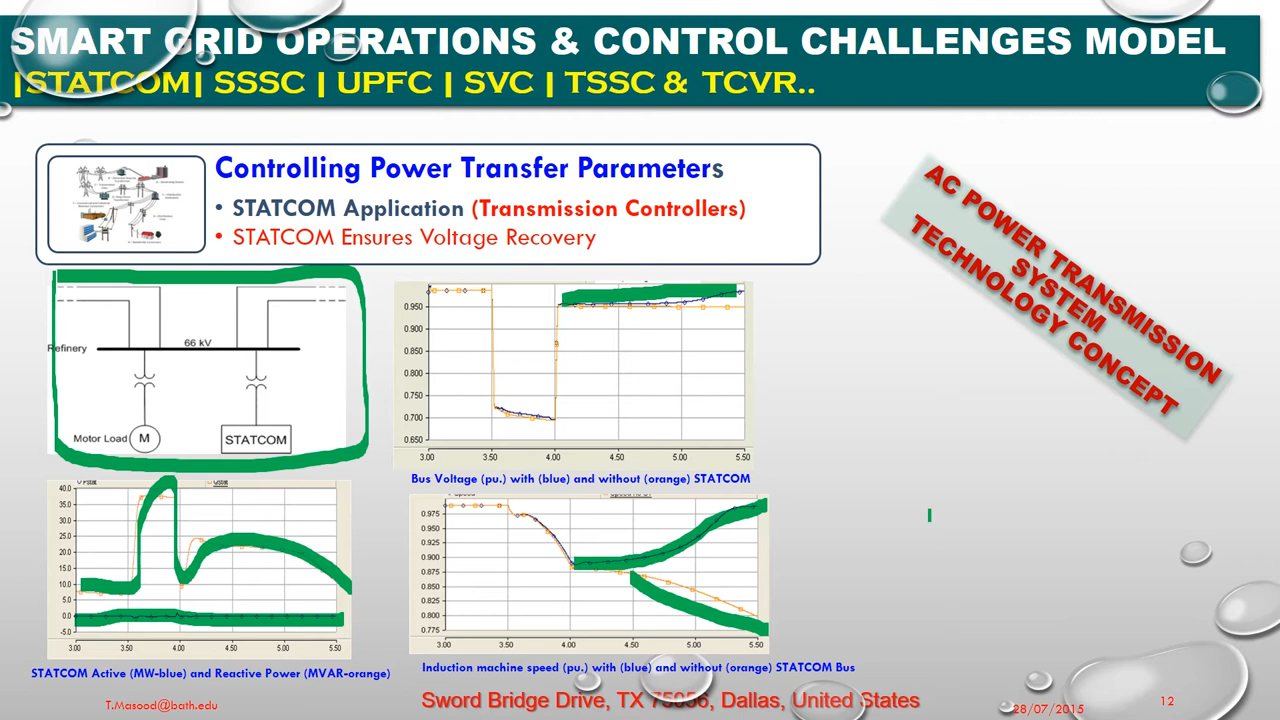 SMART GRID OPERATIONS & CONTROL CHALLENGES MODEL
|STATCOM| SSSC | UPFC | SVC | TSSC & TCVR..
Controlling Power Transfer Parameters
• STATCOM Application (Transmission Controllers)
• STATCOM Ensures Voltage Recovery
AC POWER TRANSMISSION
SYSTEM
TECHNOLOGY CONCEPT
66 kV
Refinery
Motor Load
M
STATCOM
0.950
0.900
0.850
0.800
0.750
0.700
0.650
3.00 3.50 4.00 4.50 5.00 5.50
Bus Voltage (pu.) with (blue) and without (orange) STATCOM
40.0
35.0
30.0
25.0
20.0
15.0
10.0
5.0
0.0
-5.0
3.00 3.50 4.00 4.50 5.00 5.50
STATCOM Active (MW-blue) and Reactive Power (MVAR-orange)
0.975
0.950
0.925
0.900
0.875
0.850
0.825
0.800
0.775
3.00 3.50 4.00 4.50 5.00 5.50
Induction machine speed (pu.) with (blue) and without (orange) STATCOM Bus
T.Masood@bath.edu
Sword Bridge Drive, TX 75056, Dallas, United States
28/07/2015
12